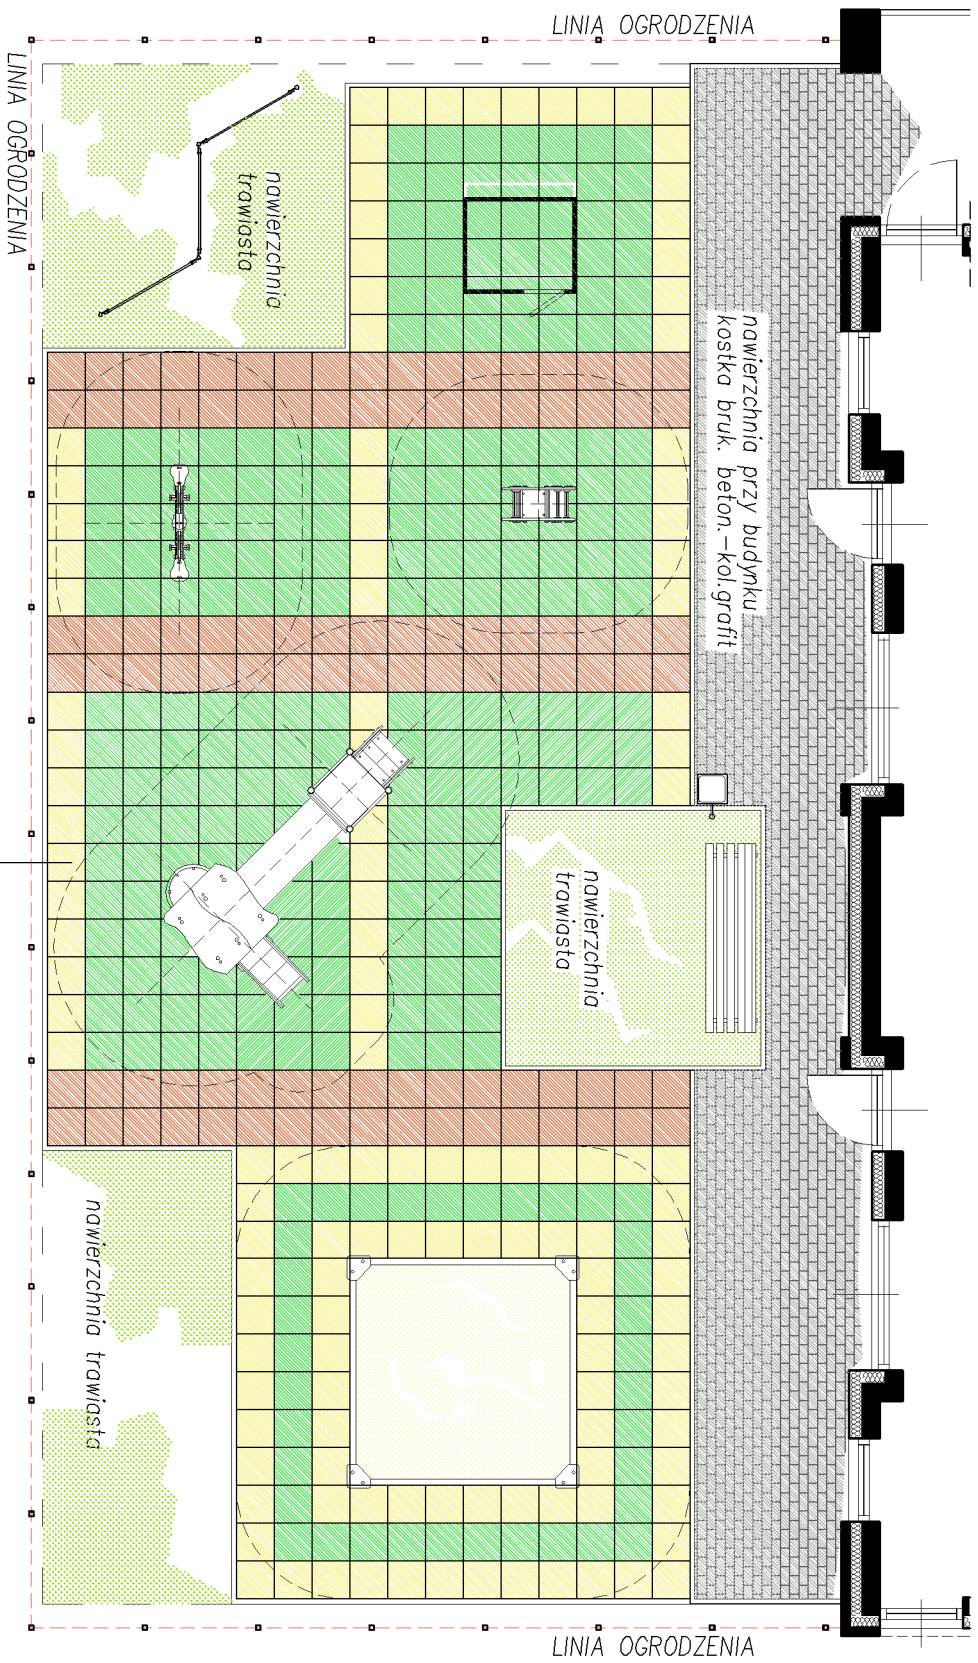 LINIA OGRODZENIA
LINIA OGRODZENIA
nawierzchnia
trawiasta
nawierzchnia przy budynku
kostka bruk. beton.-kol.grafit
nawierzchnia
trawiasta
nawierzchnia trawiasta
LINIA OGRODZENIA